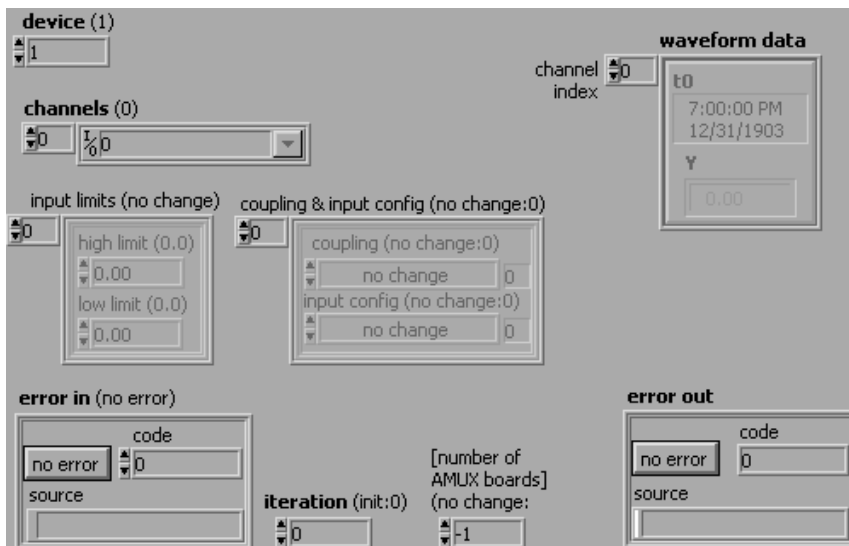 device (1)
1
waveform data
channel
index
0
t0
7:00:00 PM
12/31/1903
Y
0.00
channels (0)
0
I/O 0
input limits (no change)
0
high limit (0.0)
0.00
low limit (0.0)
0.00
coupling & input config (no change:0)
0
coupling (no change:0)
no change 0
input config (no change:0)
no change 0
error in (no error)
code
no error 0
source
iteration (init:0)
0
[number of
AMUX boards]
(no change:
-1
error out
code
no error 0
source